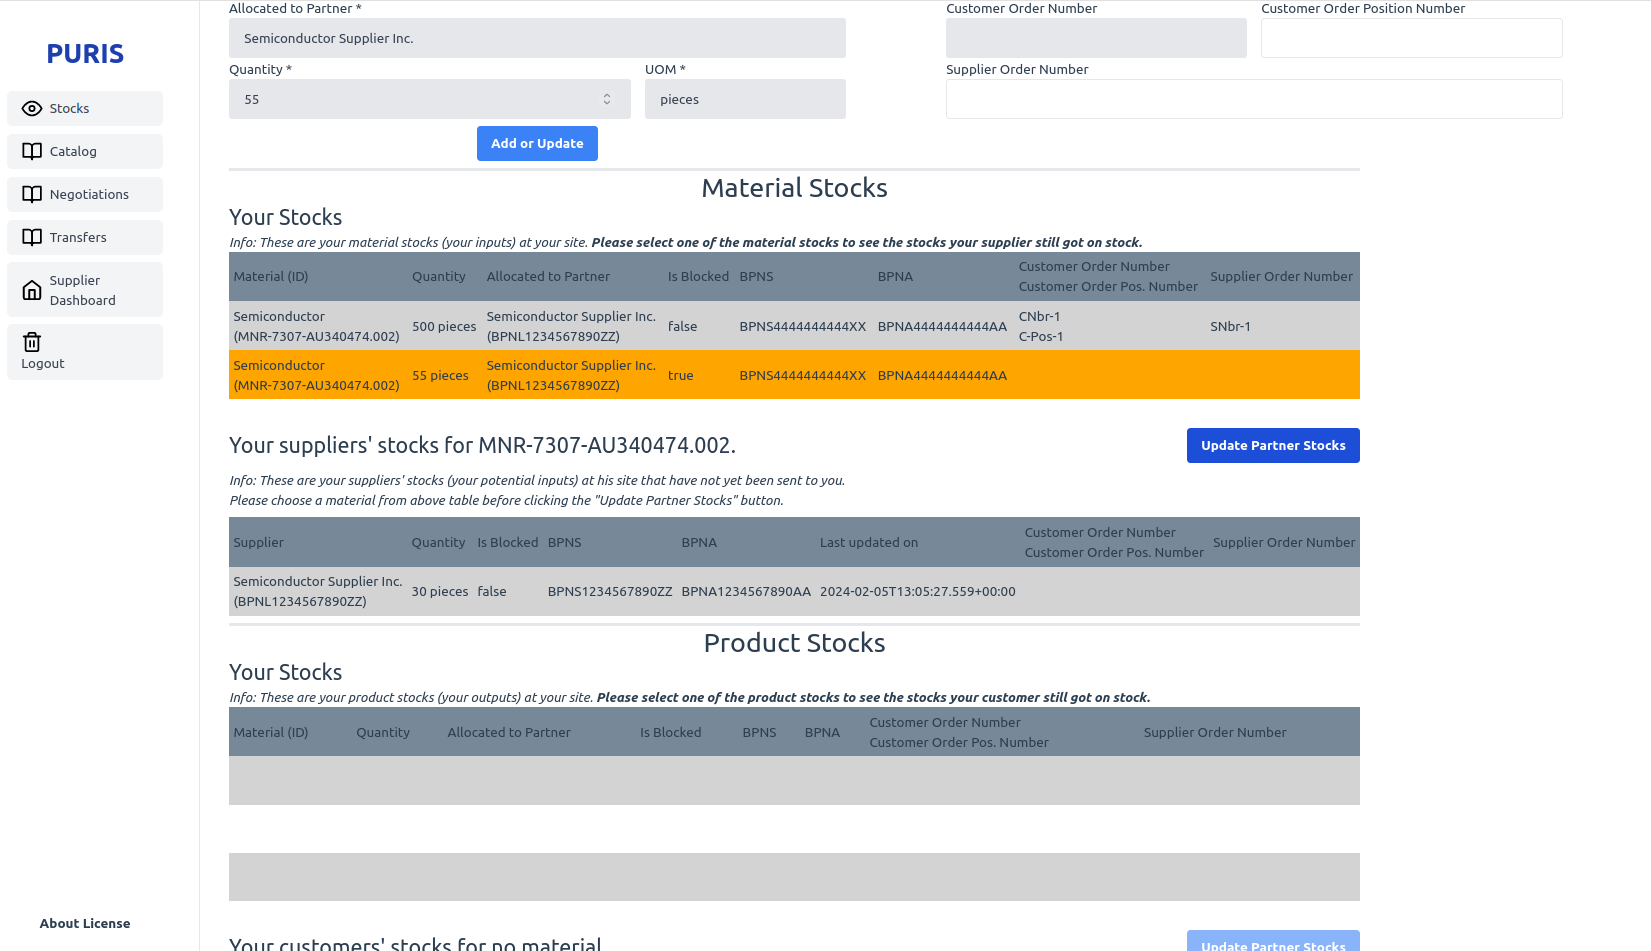 Allocated to Partner *
Customer Order Number
Customer Order Position Number
Semiconductor Supplier Inc.
Quantity *
UOM *
Supplier Order Number
55
pieces
Add or Update
PURIS
Stocks
Catalog
Negotiations
Transfers
Supplier
Dashboard
Logout
About License
Material Stocks
Your Stocks
Info: These are your material stocks (your inputs) at your site. Please select one of the material stocks to see the stocks your supplier still got on stock.
Material (ID) Quantity Allocated to Partner Is Blocked BPNS BPNA Customer Order Number Supplier Order Number
Customer Order Pos. Number
Semiconductor 500 pieces Semiconductor Supplier Inc. false BPNS4444444444XX BPNA4444444444AA CNbr-1 SNbr-1
(MNR-7307-AU340474.002) (BPNL1234567890ZZ) C-Pos-1
Semiconductor 55 pieces Semiconductor Supplier Inc. true BPNS4444444444XX BPNA4444444444AA
(MNR-7307-AU340474.002) (BPNL1234567890ZZ)
Your suppliers' stocks for MNR-7307-AU340474.002.
Update Partner Stocks
Info: These are your suppliers' stocks (your potential inputs) at his site that have not yet been sent to you.
Please choose a material from above table before clicking the "Update Partner Stocks" button.
Supplier Quantity Is Blocked BPNS BPNA Last updated on Customer Order Number Supplier Order Number
Customer Order Pos. Number
Semiconductor Supplier Inc. 30 pieces false BPNS1234567890ZZ BPNA1234567890AA 2024-02-05T13:05:27.559+00:00
(BPNL1234567890ZZ)
Product Stocks
Your Stocks
Info: These are your product stocks (your outputs) at your site. Please select one of the product stocks to see the stocks your customer still got on stock.
Material (ID) Quantity Allocated to Partner Is Blocked BPNS BPNA Customer Order Number Supplier Order Number
Customer Order Pos. Number
Your customers' stocks for no material
Update Partner Stocks